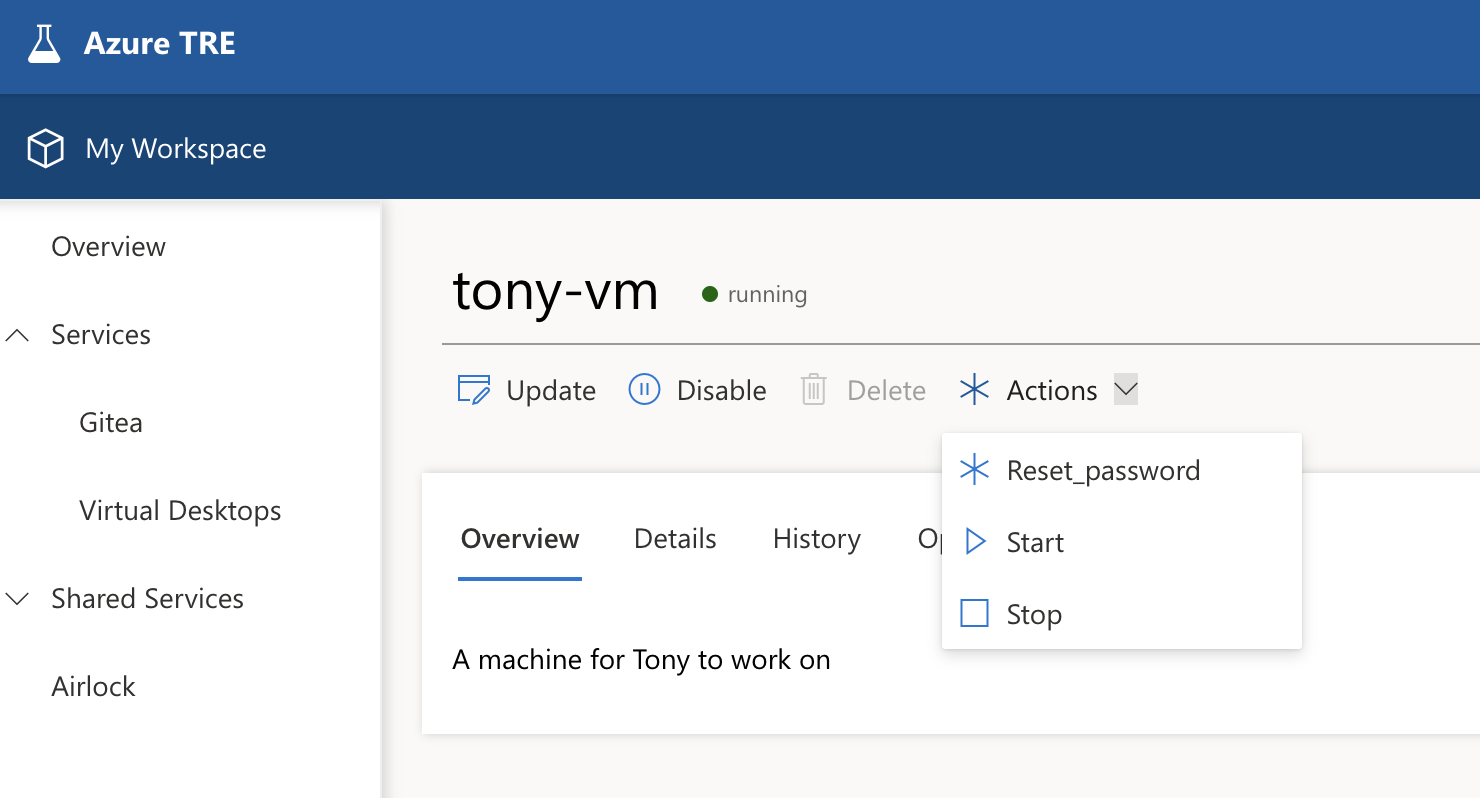 Azure TRE
My Workspace
Overview
Services
Gitea
Virtual Desktops
Shared Services
Airlock
tony-vm running
Update Disable Delete Actions
Reset_password
Start
Stop
Overview Details History
A machine for Tony to work on